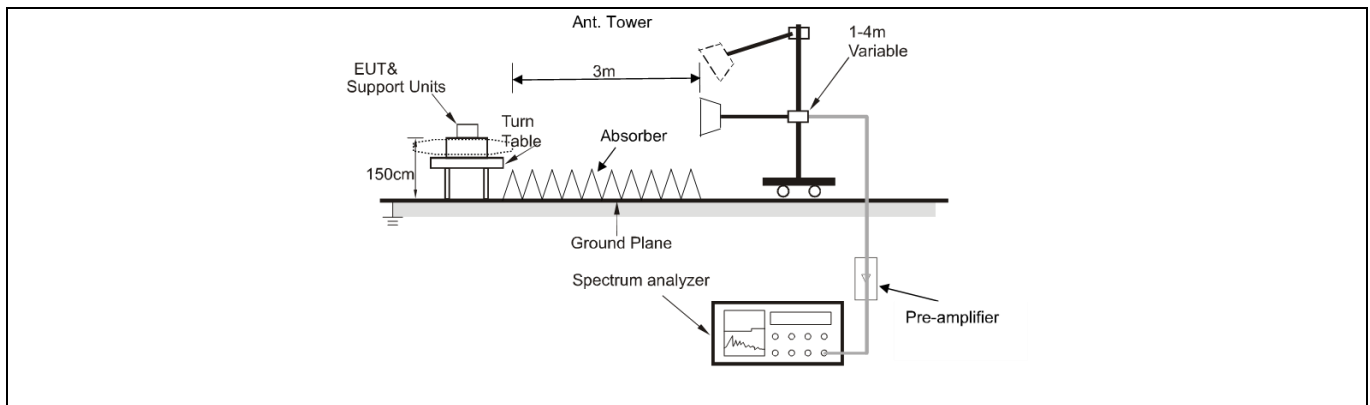 Ant. Tower
1-4m
Variable
3m
EUT&
Support Units
Turn
Table
Absorber
150cm
Ground Plane
Spectrum analyzer
Pre-amplifier